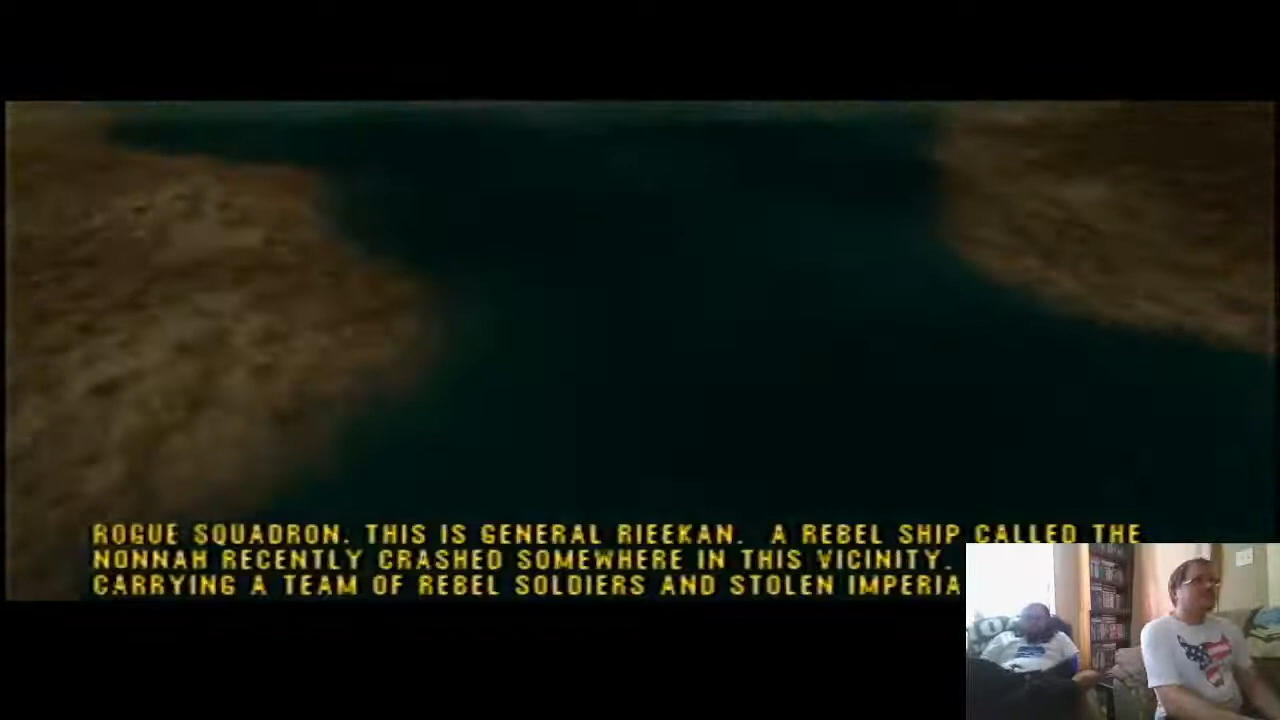 ROGUE SQUADRON. THIS IS GENERAL RIEEKAN. A REBEL SHIP CALLED THE
NONNAH RECENTLY CRASHED SOMEWHERE IN THIS VICINITY.
CARRYING A TEAM OF REBEL SOLDIERS AND STOLEN IMPERIA